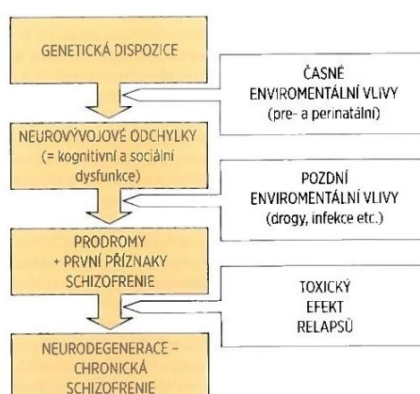 GENETICKÁ DISPOZICE
ČASNÉ
ENVIROMENTÁLNÍ VLIVY
(pre- a perinatální)
NEUROVÝVOJOVÉ ODCHYLKY
(= kognitivní a sociální
dysfunkce)
POZDNÍ
ENVIROMENTÁLNÍ VLIVY
(drogy, infekce etc.)
PRODROMY
+ PRVNÍ PŘÍZNAKY
SCHIZOFRENIE
TOXICKÝ
EFEKT
RELAPSŮ
NEURODEGENERACE –
CHRONICKÁ
SCHIZOFRENIE